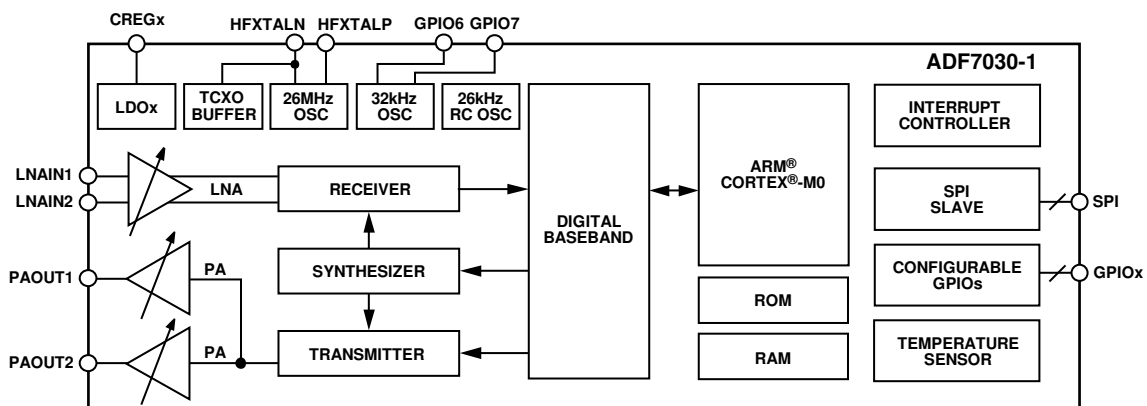 CREGx
HFXTALN
HFXTALP
GPIO6
GPIO7
ADF7030-1
LDOx
TCXO
BUFFER
26MHz
OSC
32kHz
OSC
26kHz
RC OSC
INTERRUPT
CONTROLLER
LNAIN1
LNAIN2
LNA
RECEIVER
ARM®
CORTEX®-M0
SPI
SLAVE
SPI
DIGITAL
BASEBAND
PAOUT1
PA
SYNTHESIZER
CONFIGURABLE
GPIOs
GPIOx
ROM
PAOUT2
PA
TRANSMITTER
RAM
TEMPERATURE
SENSOR